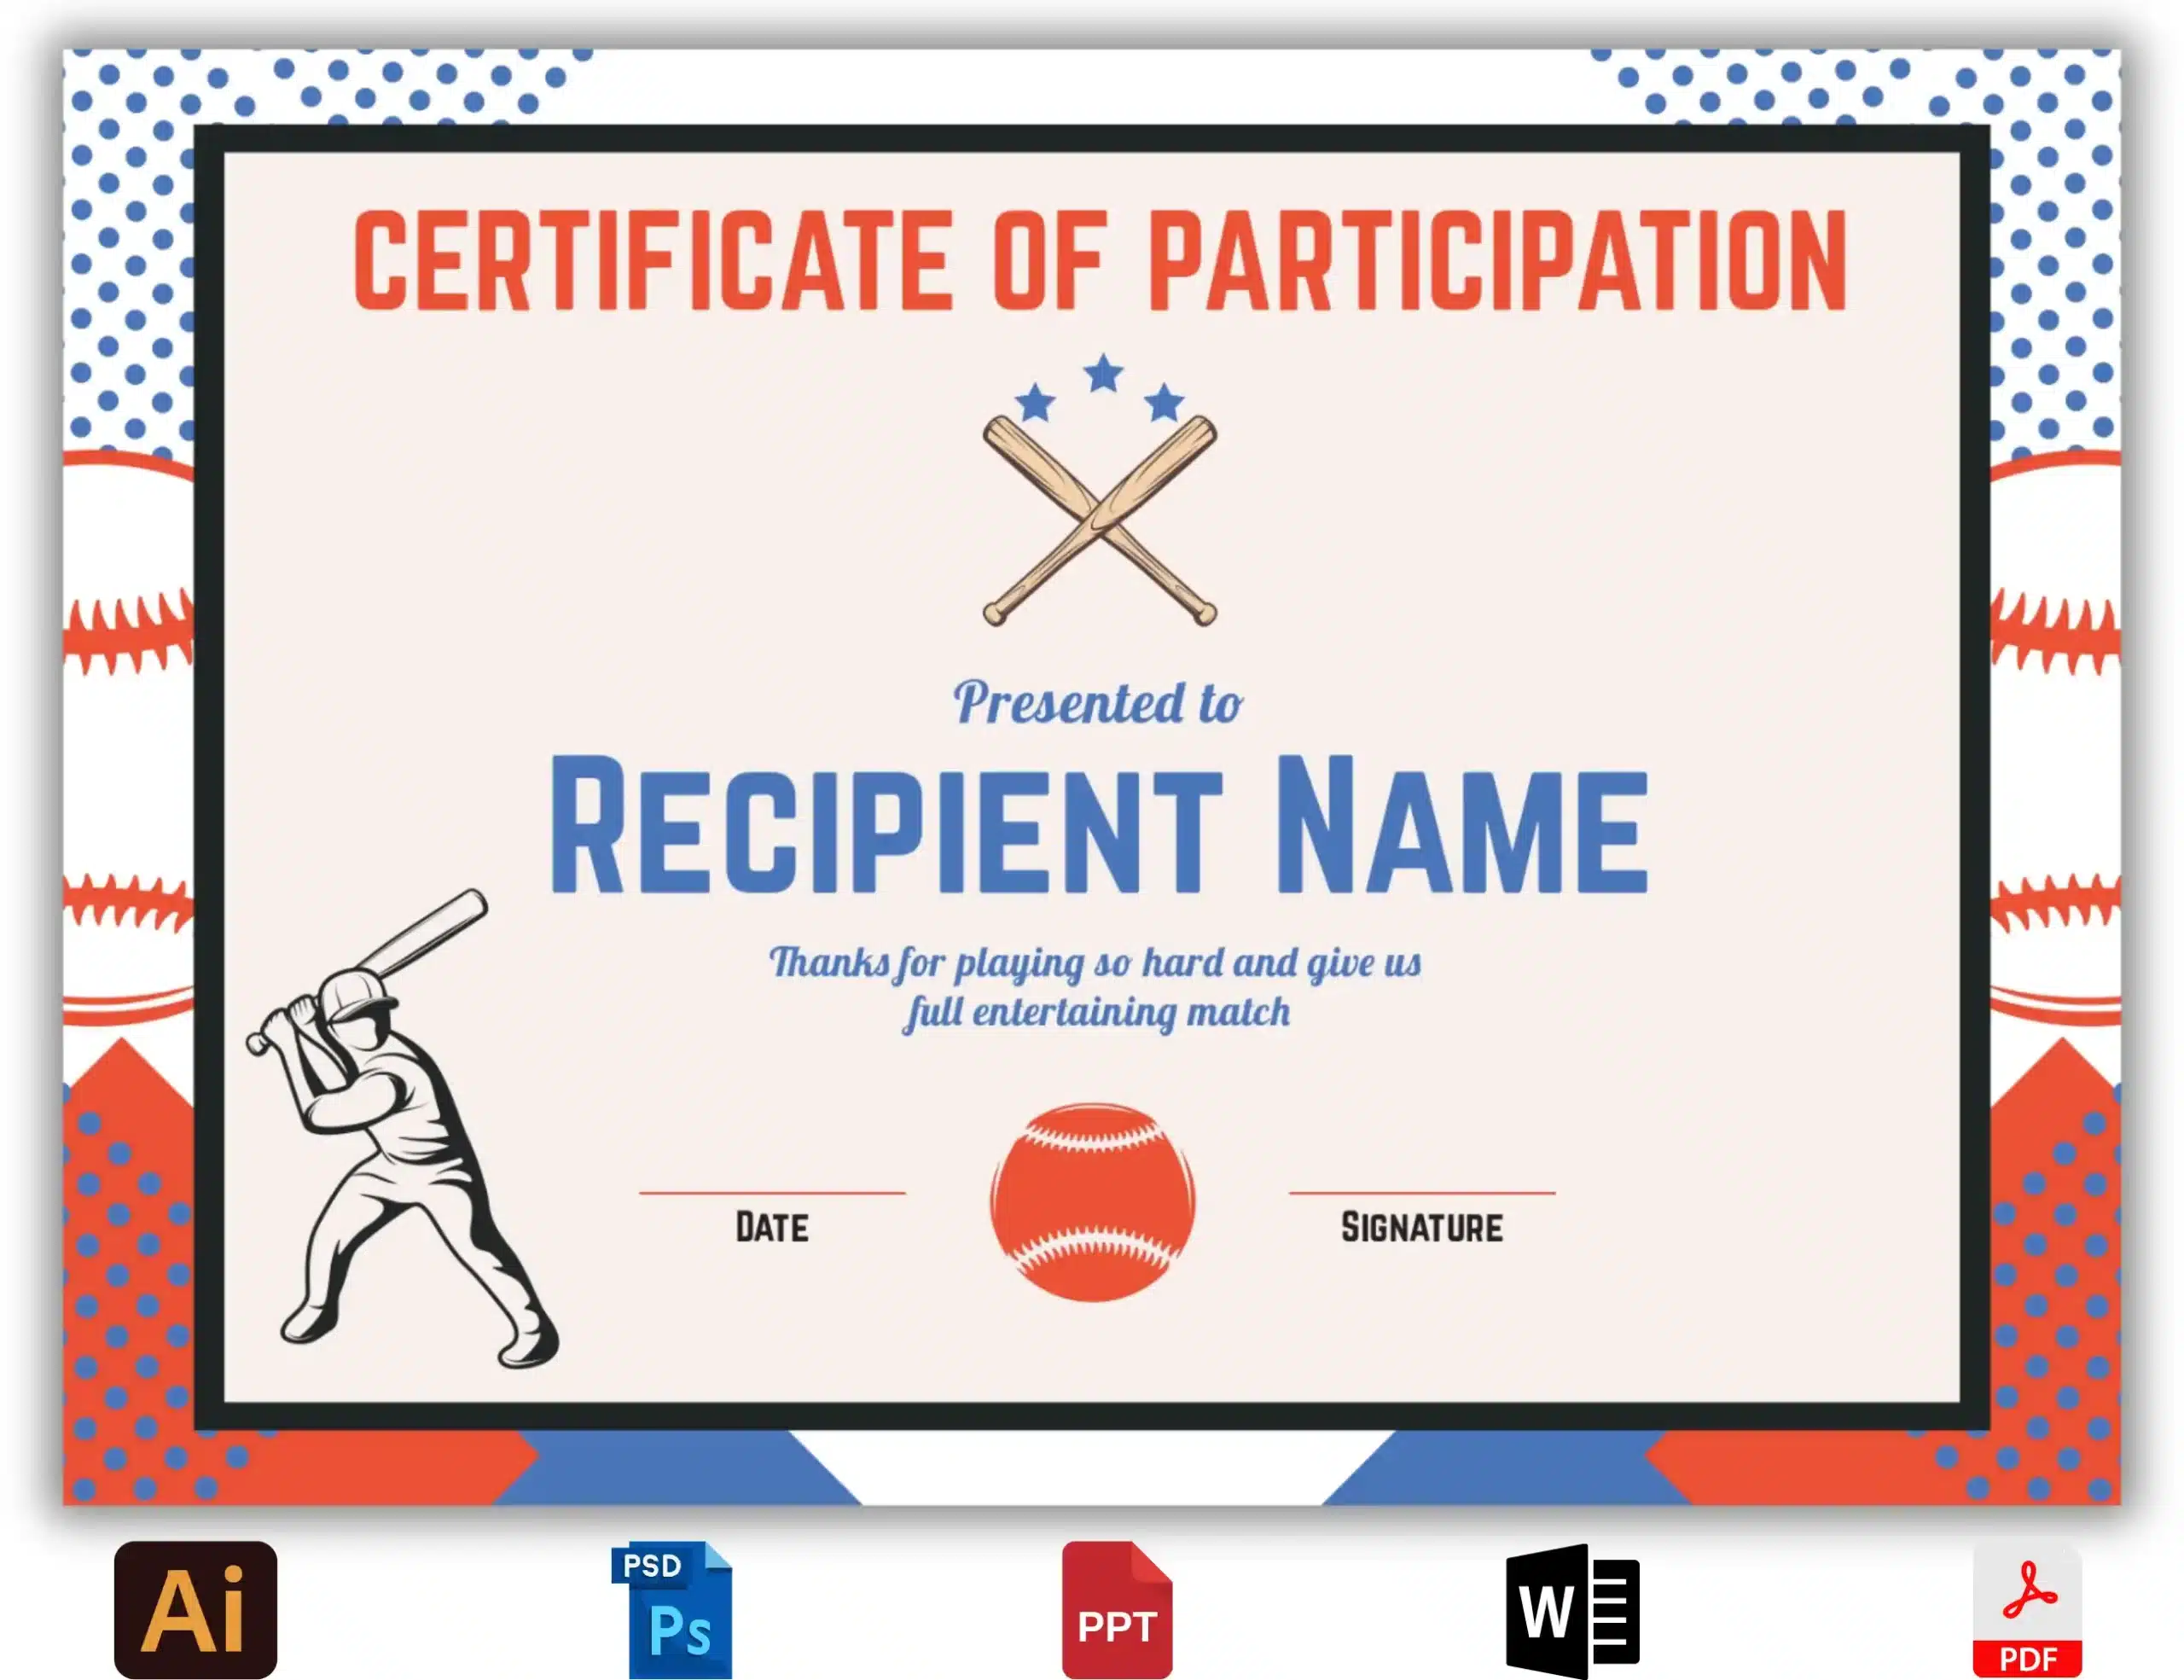 CERTIFICATE OF PARTICIPATION
Presented to
RECIPIENT NAME
Thanks for playing so hard and give us
full entertaining match
DATE
SIGNATURE
Ai
PSD
Ps
PPT
W
PDF